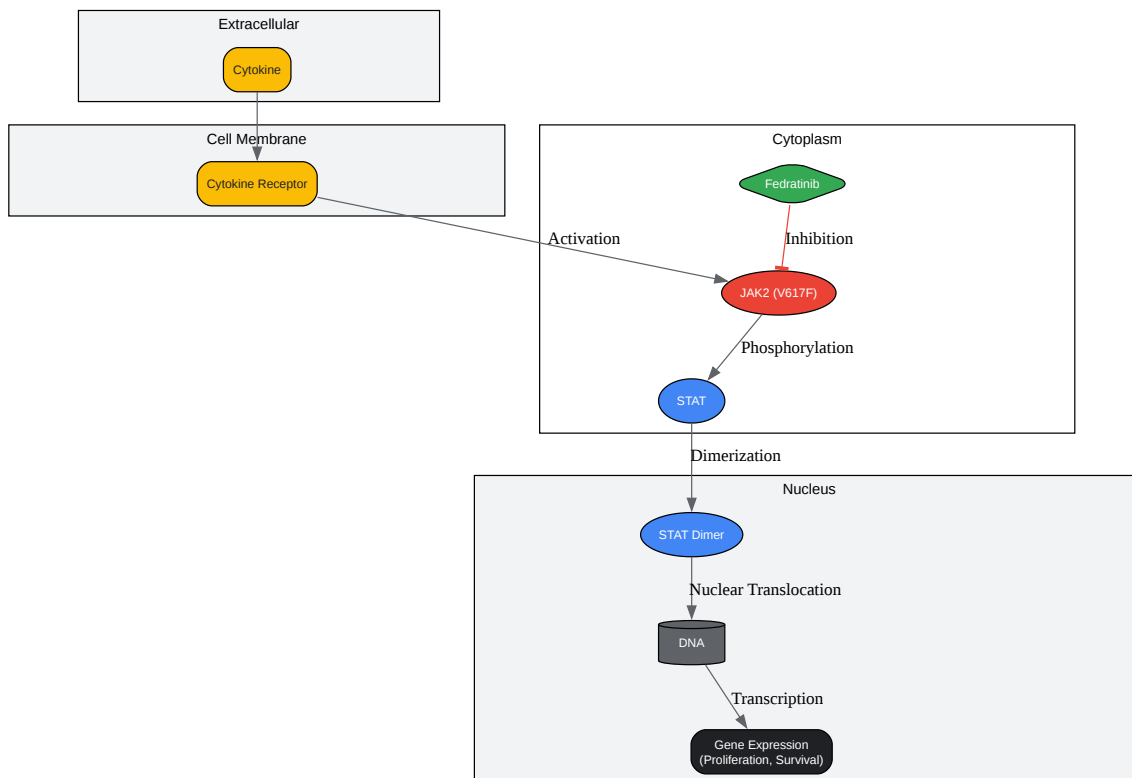 Extracellular
Cytokine
Cell Membrane
Cytokine Receptor
Cytoplasm
Fedratinib
Activation
Inhibition
JAK2 (V617F)
Phosphorylation
STAT
Dimerization
Nucleus
STAT Dimer
Nuclear Translocation
DNA
Transcription
Gene Expression
(Proliferation, Survival)